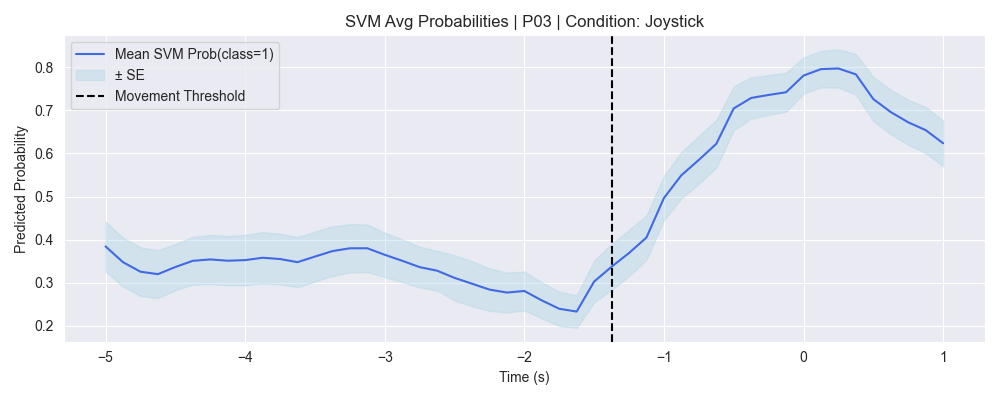 SVM Avg Probabilities | P03 | Condition: Joystick
Mean SVM Prob(class=1)
± SE
Movement Threshold
Predicted Probability
0.8
0.7
0.6
0.5
0.4
0.3
0.2
−5
−4
−3
−2
−1
0
1
Time (s)